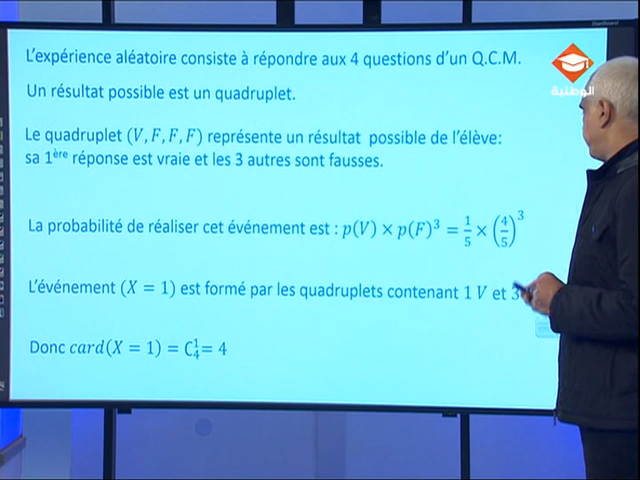 L'expérience aléatoire consiste à répondre aux 4 questions d'un Q.C.M.
الوطنية
Un résultat possible est un quadruplet.
Le quadruplet (V, F, F, F) représente un résultat possible de l'élève:
sa 1ère réponse est vraie et les 3 autres sont fausses.
La probabilité de réaliser cet événement est : p(V) × p(F)³ = 1/5 × (4/5)³
L'événement (X = 1) est formé par les quadruplets contenant 1 V et 3
Donc card(X = 1) = C₄¹ = 4